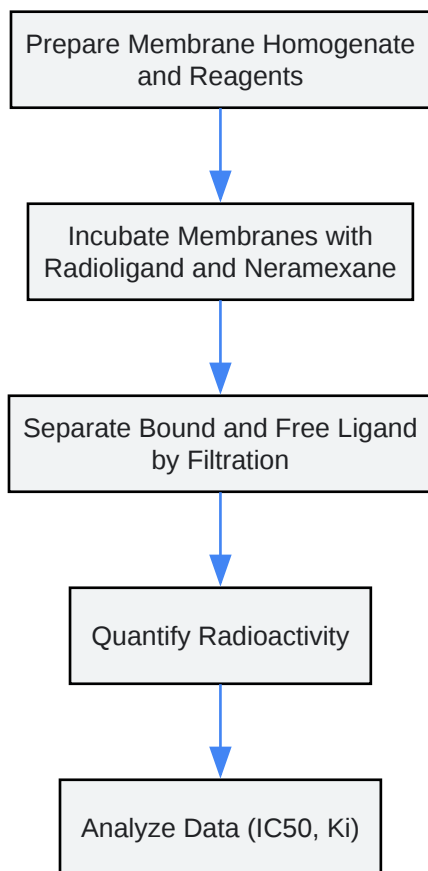 Prepare Membrane Homogenate
and Reagents
Incubate Membranes with
Radioligand and Neramexane
Separate Bound and Free Ligand
by Filtration
Quantify Radioactivity
Analyze Data (IC50, Ki)